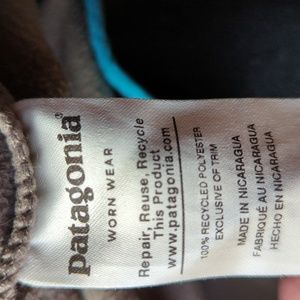 patagonia®
WORN WEAR
Repair, Reuse, Recycle
This Product
www.patagonia.com
100% RECYCLED POLYESTER
EXCLUSIVE OF TRIM
MADE IN NICARAGUA
FABRIQUÉ AU NICARAGUA
HECHO EN NICARAGUA